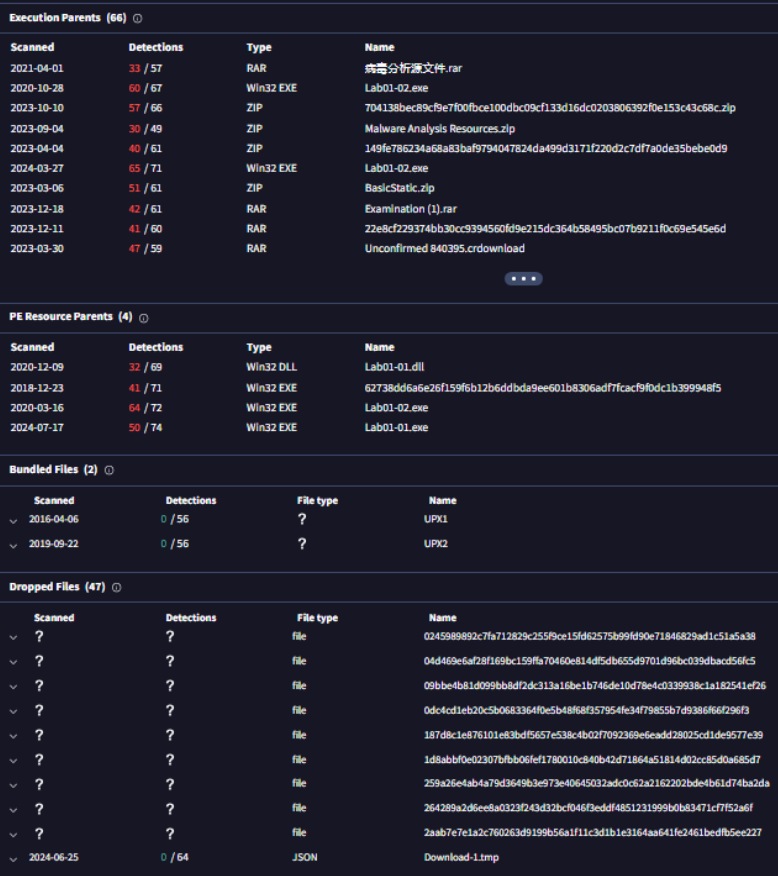 Execution Parents (66)
Scanned Detections Type Name
2021-04-01 33 / 57 RAR 病毒分析源文件.rar
2020-10-28 60 / 67 Win32 EXE Lab01-02.exe
2023-10-10 57 / 66 ZIP 704138bec89cf9e7f00fbce100dbc09cf133d16dc0203806392f0e153c43c68c.zip
2023-09-04 30 / 49 ZIP Malware Analysis Resources.zip
2023-04-04 40 / 61 ZIP 149fe786234a68a83baf9794047824da499d3171f220d2c7df7a0de35bebe0d9
2024-03-27 65 / 71 Win32 EXE Lab01-02.exe
2023-03-06 51 / 61 ZIP BasicStatic.zip
2023-12-18 42 / 61 RAR Examination (1).rar
2023-12-11 41 / 60 RAR 22e8cf229374bb30cc9394560fd9e215dc364b58495bc07b9211f0c69e545e6d
2023-03-30 47 / 59 RAR Unconfirmed 840395.crdownload
PE Resource Parents (4)
Scanned Detections Type Name
2020-12-09 32 / 69 Win32 DLL Lab01-01.dll
2018-12-23 41 / 71 Win32 EXE 62738dd6a6e26f159f6b12b6ddbda9ee601b8306adf7fcacf9f0dc1b399948f5
2020-03-16 64 / 72 Win32 EXE Lab01-02.exe
2024-07-17 50 / 74 Win32 EXE Lab01-01.exe
Bundled Files (2)
Scanned Detections File type Name
2016-04-06 0 / 56 ? UPX1
2019-09-22 0 / 56 ? UPX2
Dropped Files (47)
Scanned Detections File type Name
? ? file 0245989892c7fa712829c255f9ce15fd62575b99fd90e71846829ad1c51a5a38
? ? file 04d469e6af28f169bc159ffa70460e814df5db655d9701d96bc039dbacd56fc5
? ? file 09bbe4b81d099bb8df2dc313a16be1b746de10d78e4c0339938c1a182541ef26
? ? file 0dc4cd1eb20c5b0683364f0e5b48f68f357954fe34f79855b7d9386f66f296f3
? ? file 187d8c1e876101e83bdf5657e538c4b02f7092369e6eadd28025cd1de9577e39
? ? file 1d8abbf0e02307bfbb06fef1780010c840b42d71864a51814d02cc85d0a685d7
? ? file 259a26e4ab4a79d3649b3e973e40645032adc0c62a2162202bde4b61d74ba2da
? ? file 264289a2d6ee8a0323f243d32bcf046f3eddf4851231999b0b83471cf7f52a6f
? ? file 2aab7e7e1a2c760263d9199b56a1f11c3d1b1e3164aa641fe2461bedfb5ee227
2024-06-25 0 / 64 JSON Download-1.tmp